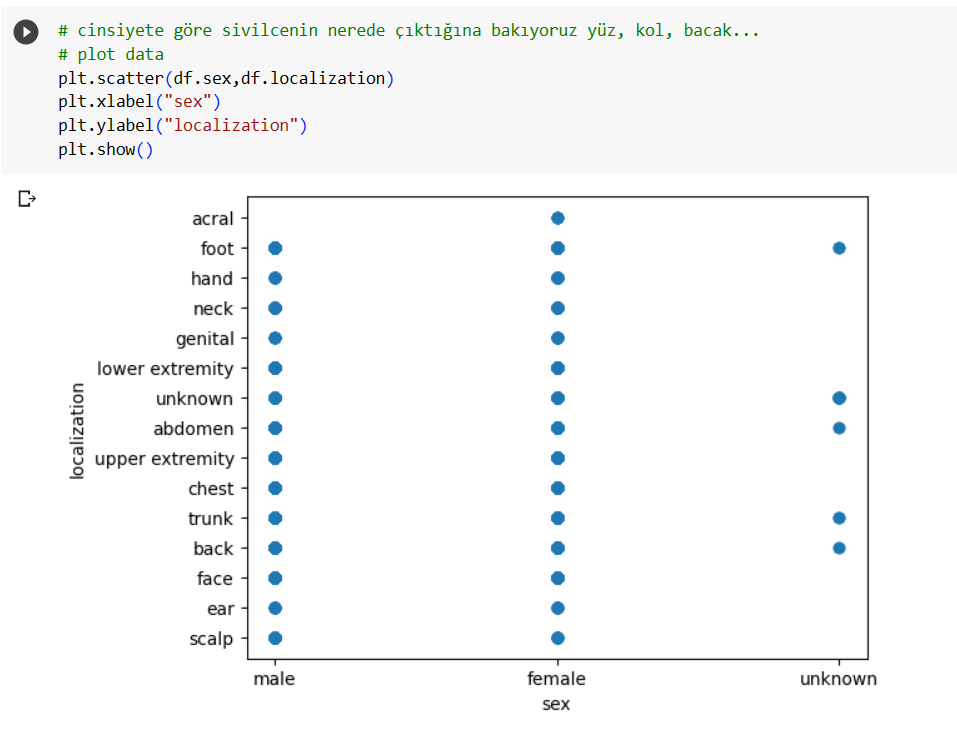 # cinsiyete göre sivilcenin nerede çıktığına bakıyoruz yüz, kol, bacak...
# plot data
plt.scatter(df.sex,df.localization)
plt.xlabel("sex")
plt.ylabel("localization")
plt.show()
localization
acral
foot
hand
neck
genital
lower extremity
unknown
abdomen
upper extremity
chest
trunk
back
face
ear
scalp
male female unknown
sex